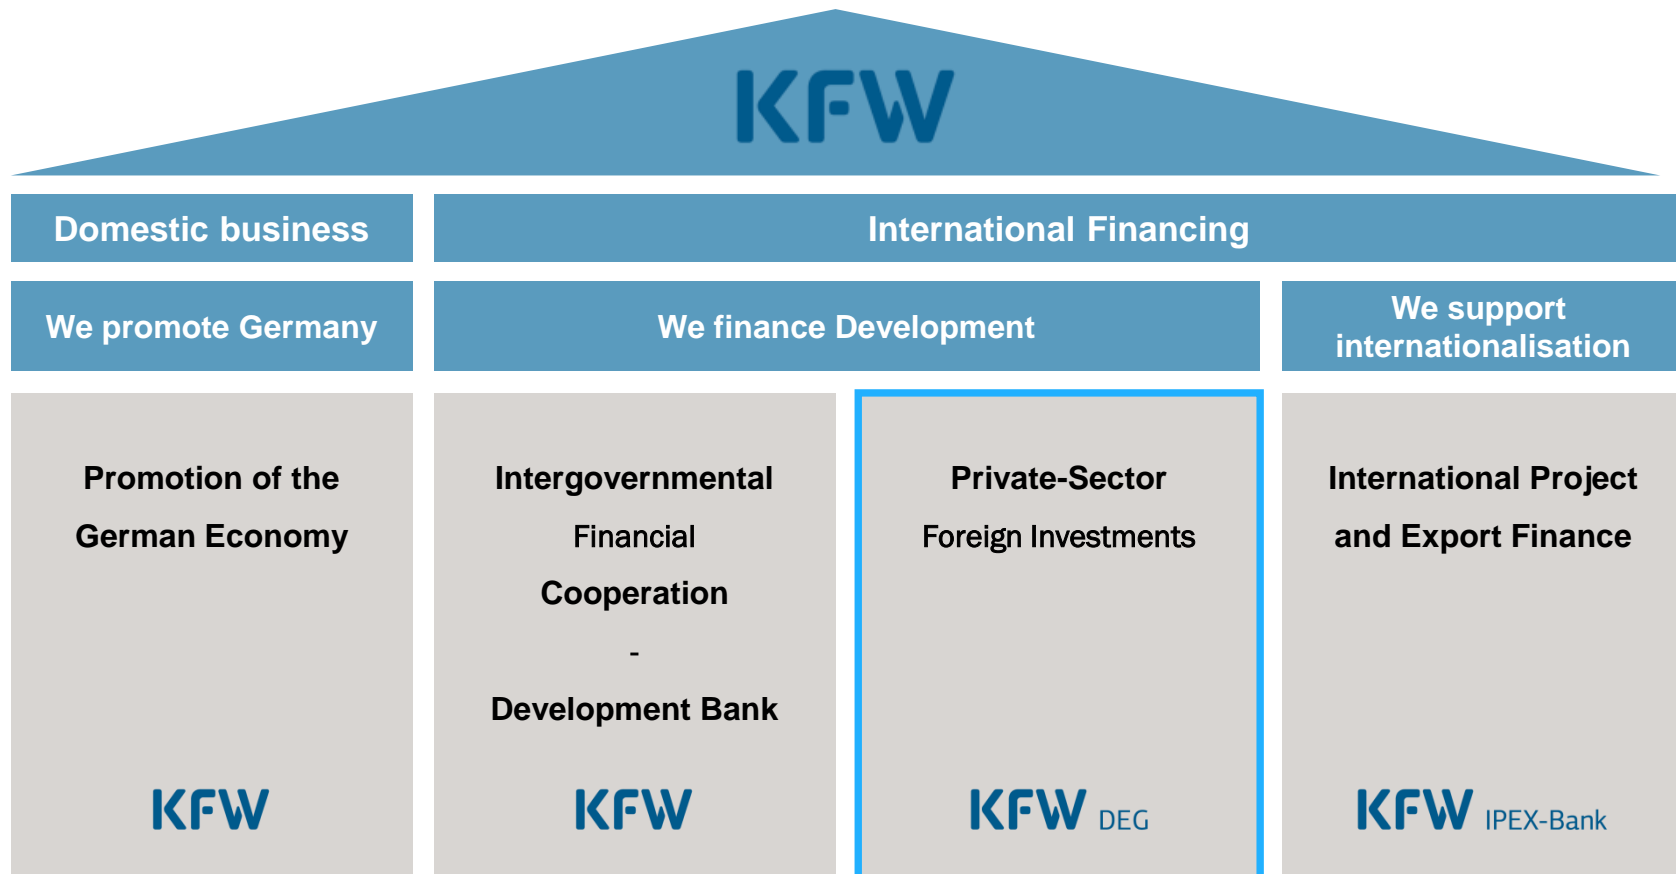 KFW
Domestic business
International Financing
We promote Germany
We finance Development
We support
internationalisation
Promotion of the
German Economy
KFW
Intergovernmental
Financial
Cooperation
-
Development Bank
KFW
Private-Sector
Foreign Investments
KFW DEG
International Project
and Export Finance
KFW IPEX-Bank